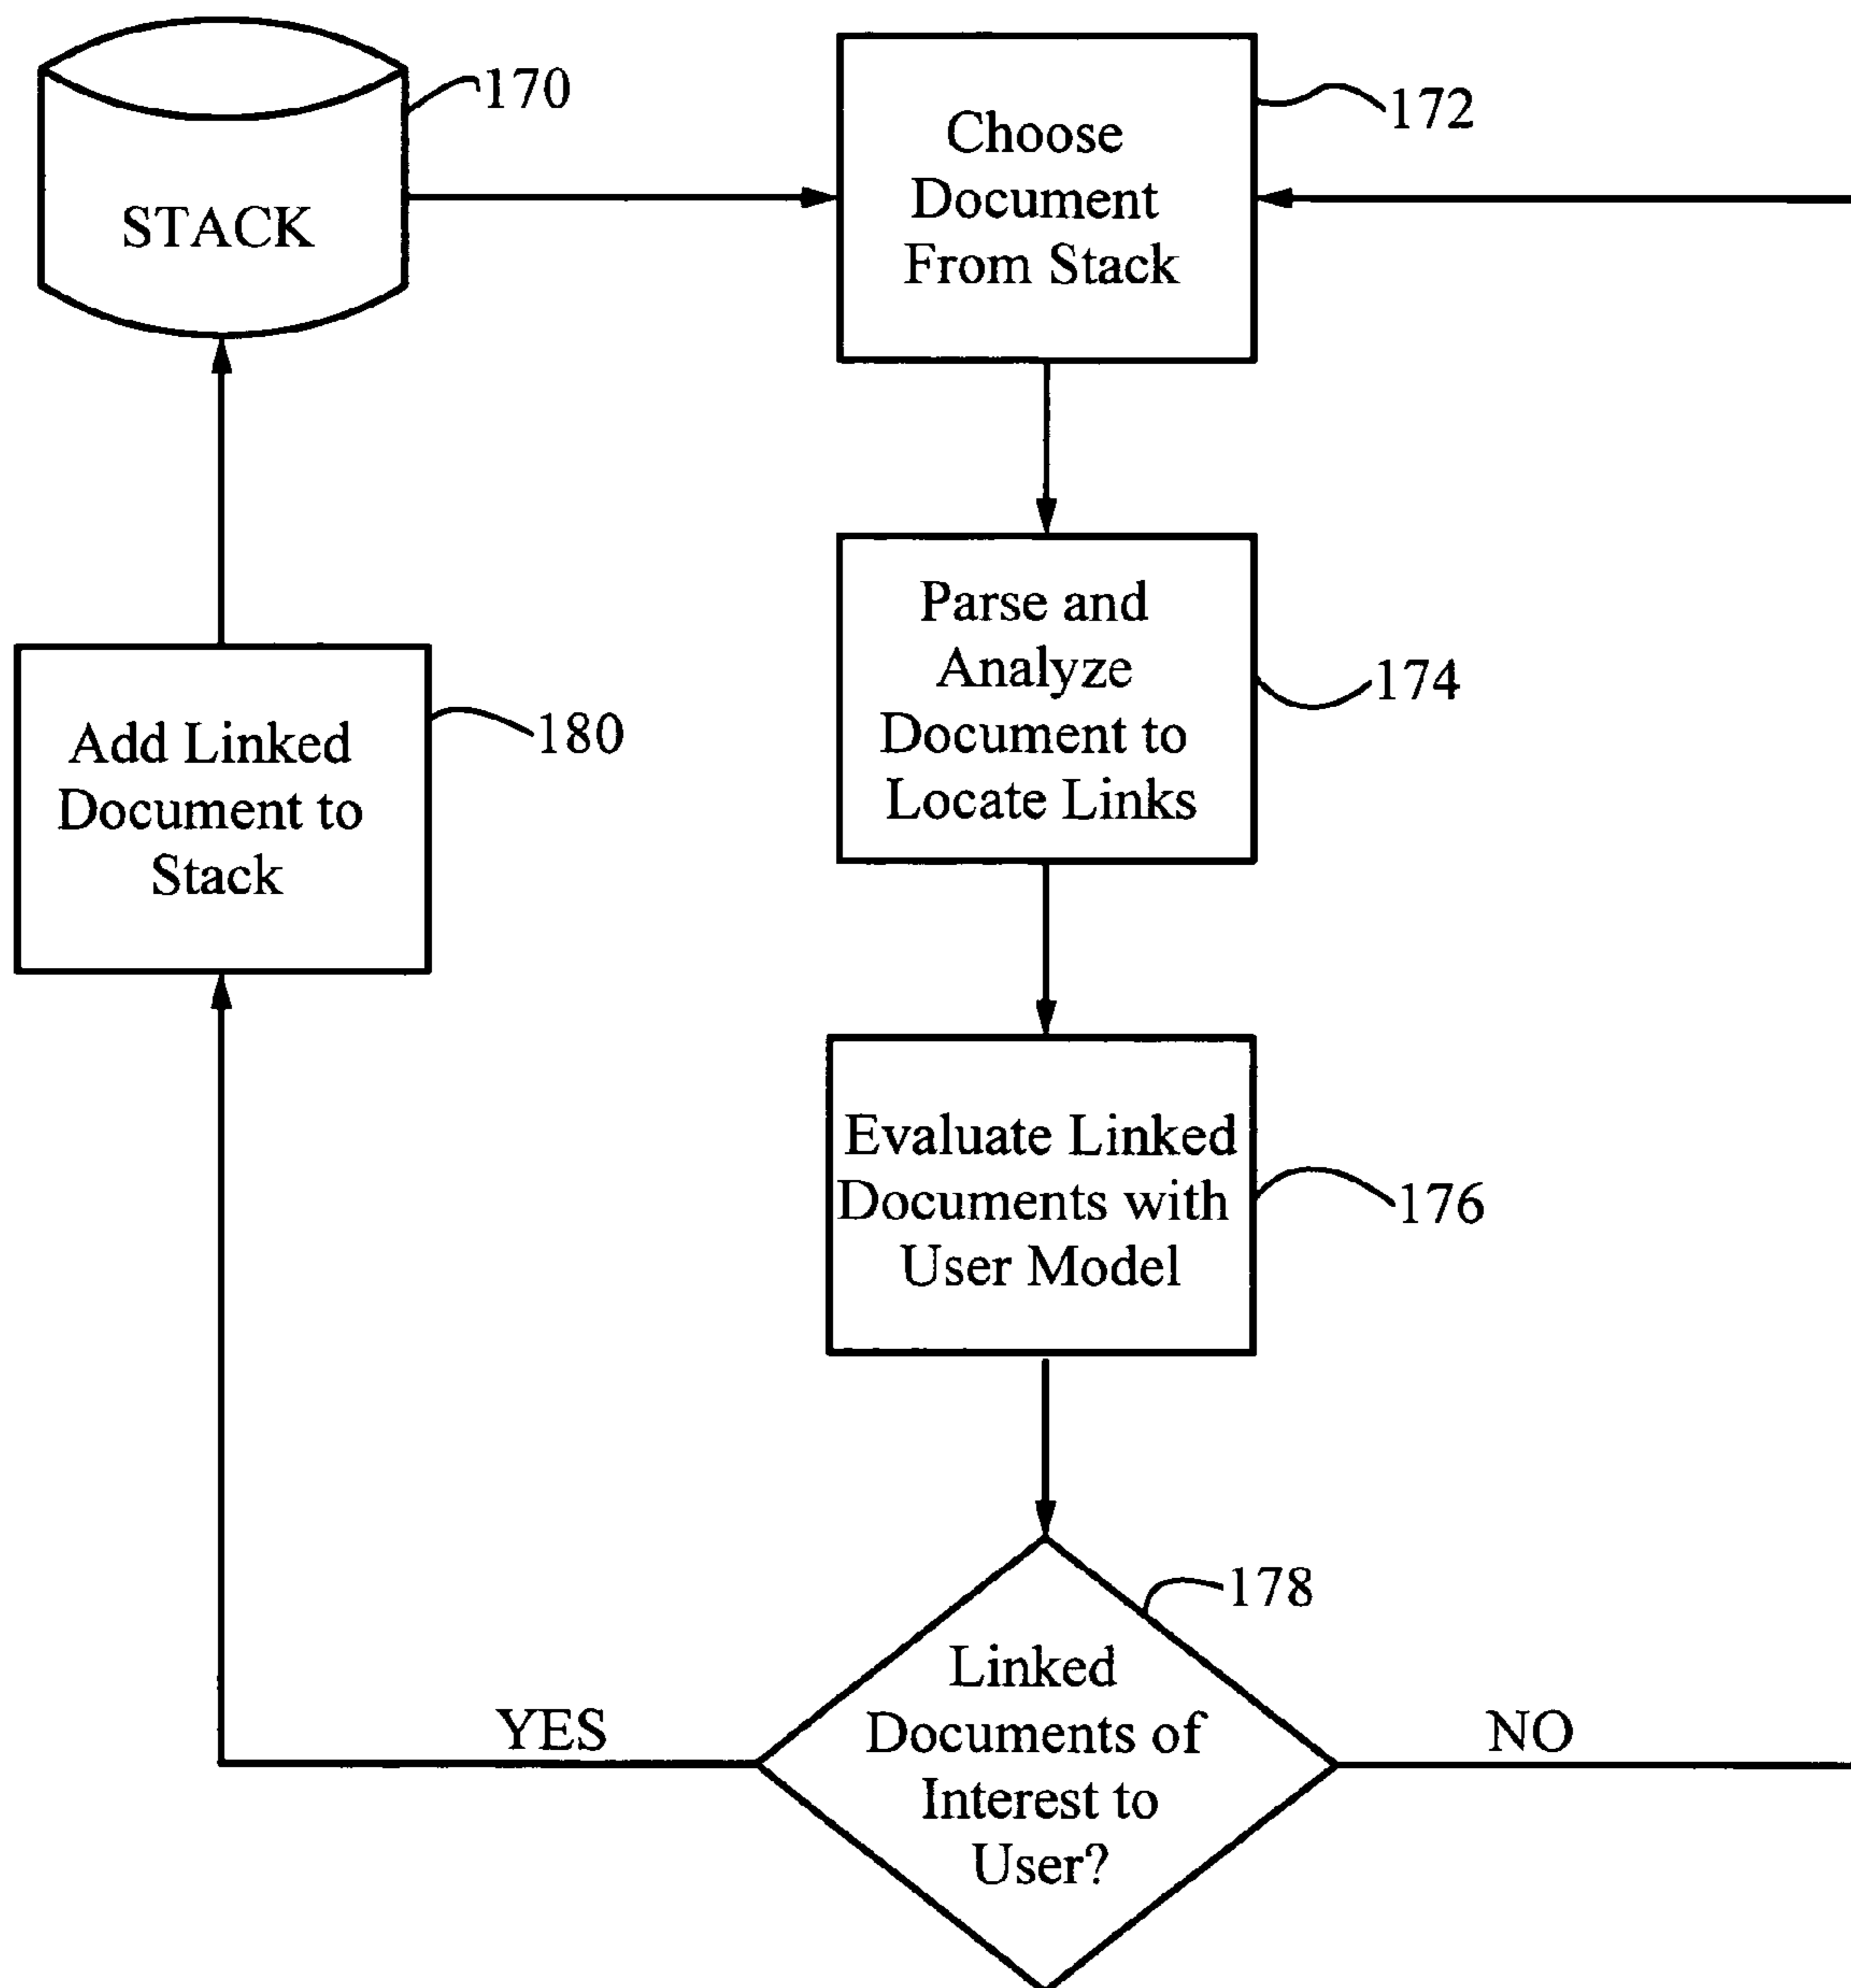 170
STACK
172
Choose
Document
From Stack
174
Parse and
Analyze
Document to
Locate Links
180
Add Linked
Document to
Stack
176
Evaluate Linked
Documents with
User Model
178
Linked
Documents of
Interest to
User?
YES
NO